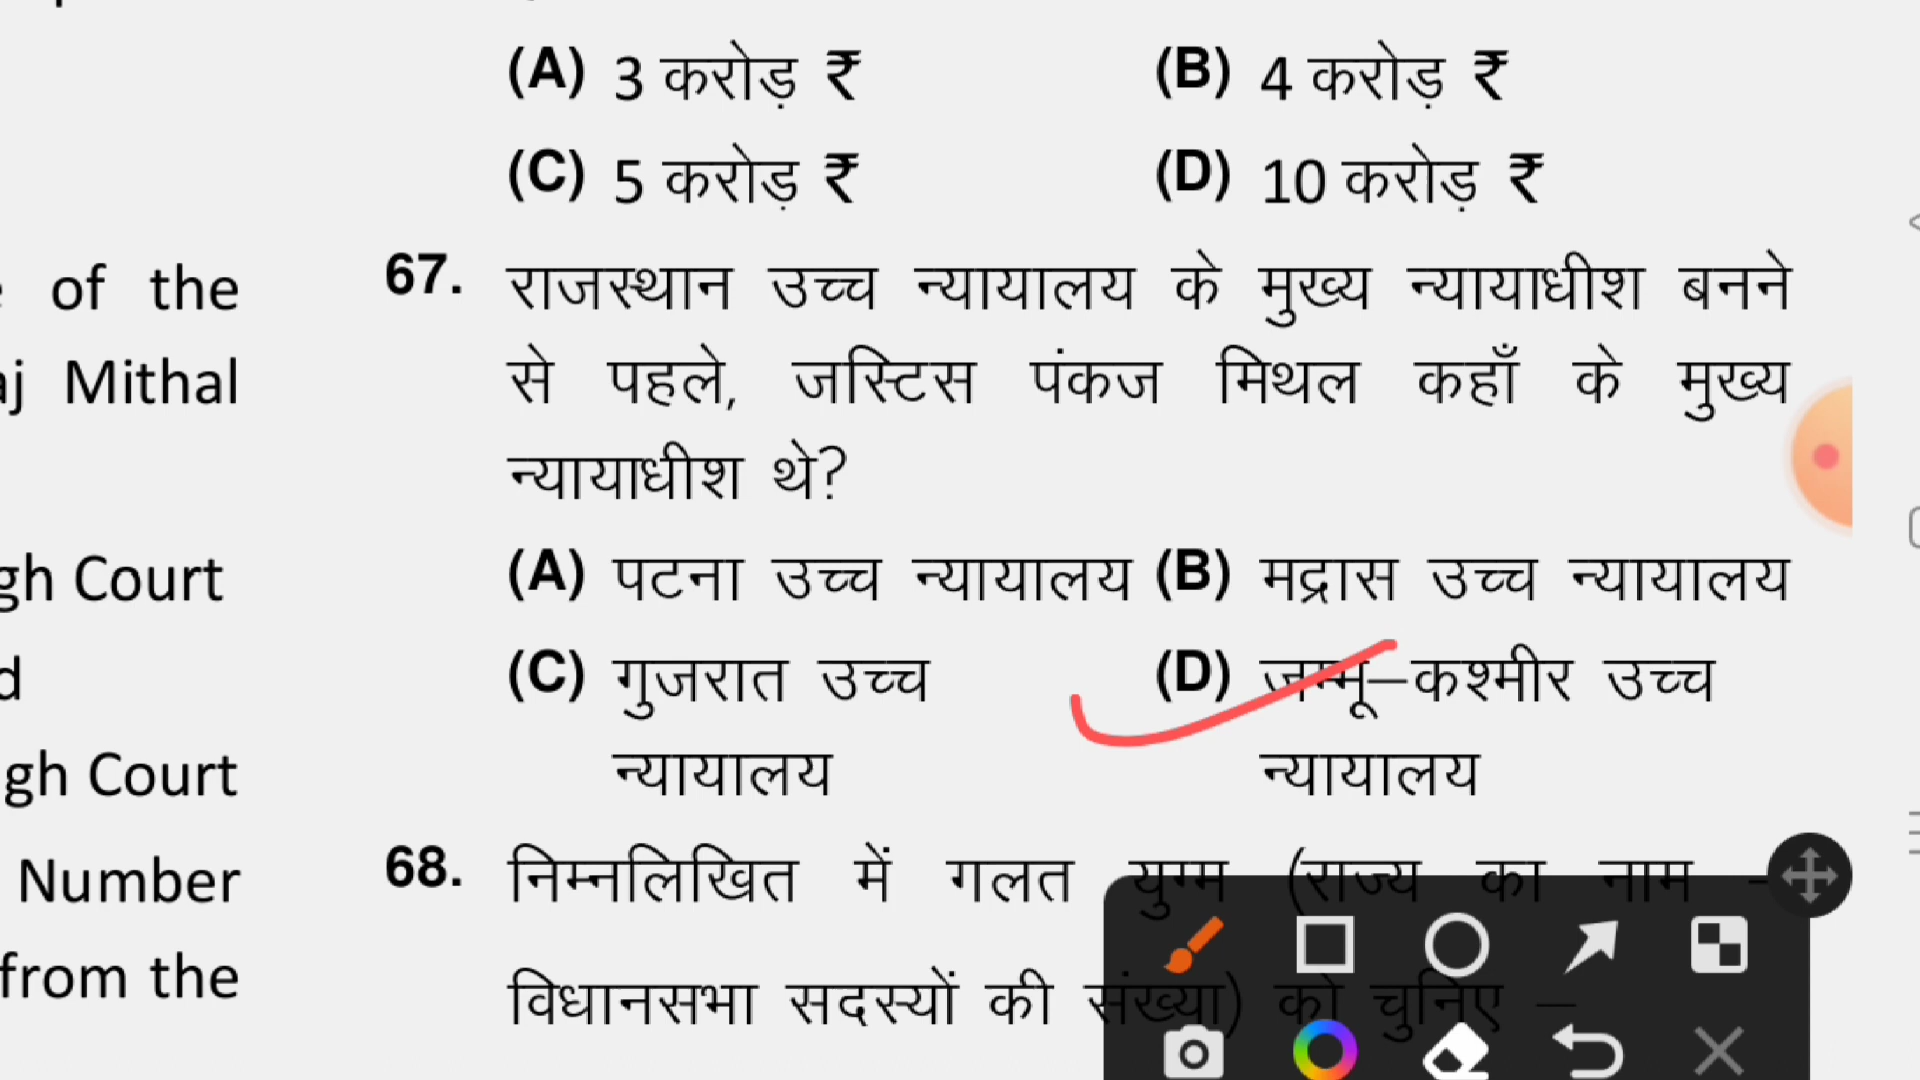 (A) 3 करोड़ ₹ (B) 4 करोड़ ₹
(C) 5 करोड़ ₹ (D) 10 करोड़ ₹
of the
Mithal
gh Court
d
gh Court
Number
from the
67. राजस्थान उच्च न्यायालय के मुख्य न्यायाधीश बनने
से पहले, जस्टिस पंकज मिथल कहाँ के मुख्य
न्यायाधीश थे?
(A) पटना उच्च न्यायालय (B) मद्रास उच्च न्यायालय
(C) गुजरात उच्च (D) जम्मू–कश्मीर उच्च
न्यायालय न्यायालय
68. निम्नलिखित में गलत युग्म (राज्य का नाम –
विधानसभा सदस्यों की संख्या) को चुनिए –